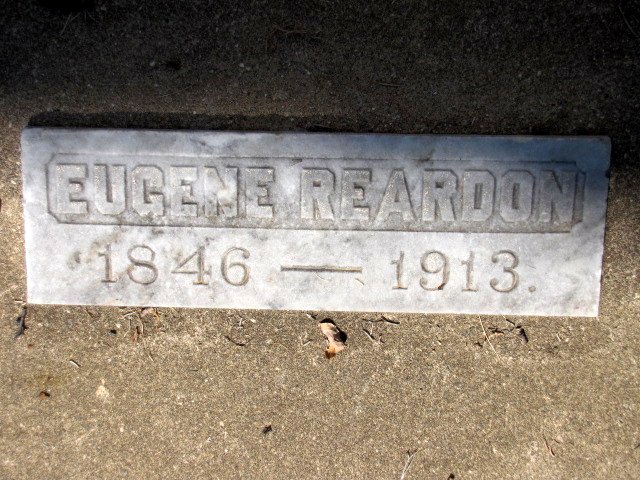 EUGENE REARDON
1846 — 1913.